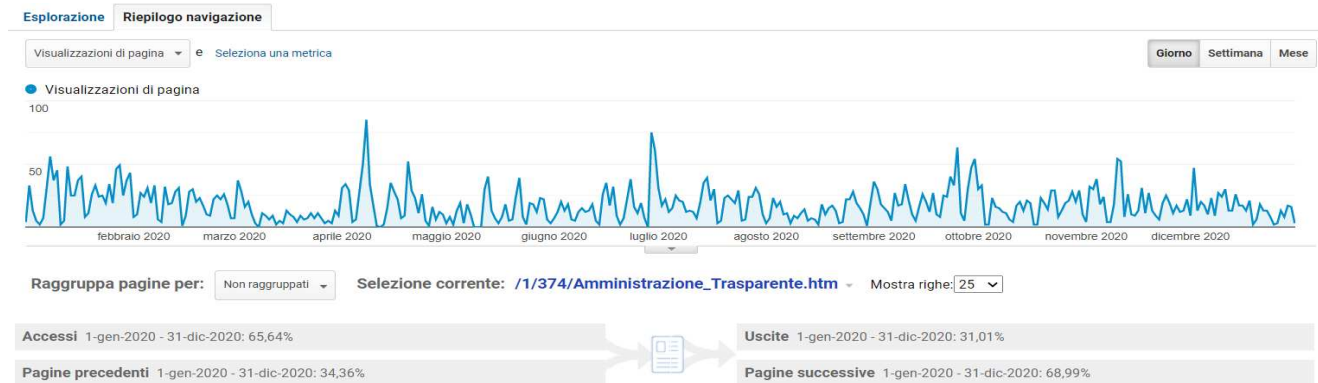 Esplorazione Riepilogo navigazione
Visualizzazioni di pagina e Seleziona una metrica Giorno Settimana Mese
Visualizzazioni di pagina
100
50
febbraio 2020 marzo 2020 aprile 2020 maggio 2020 giugno 2020 luglio 2020 agosto 2020 settembre 2020 ottobre 2020 novembre 2020 dicembre 2020
Raggruppa pagine per: Non raggruppati Selezione corrente: /1/374/Amministrazione_Trasparente.htm Mostra righe: 25
Accessi 1-gen-2020 - 31-dic-2020: 65,64% Uscite 1-gen-2020 - 31-dic-2020: 31,01%
Pagine precedenti 1-gen-2020 - 31-dic-2020: 34,36% Pagine successive 1-gen-2020 - 31-dic-2020: 68,99%